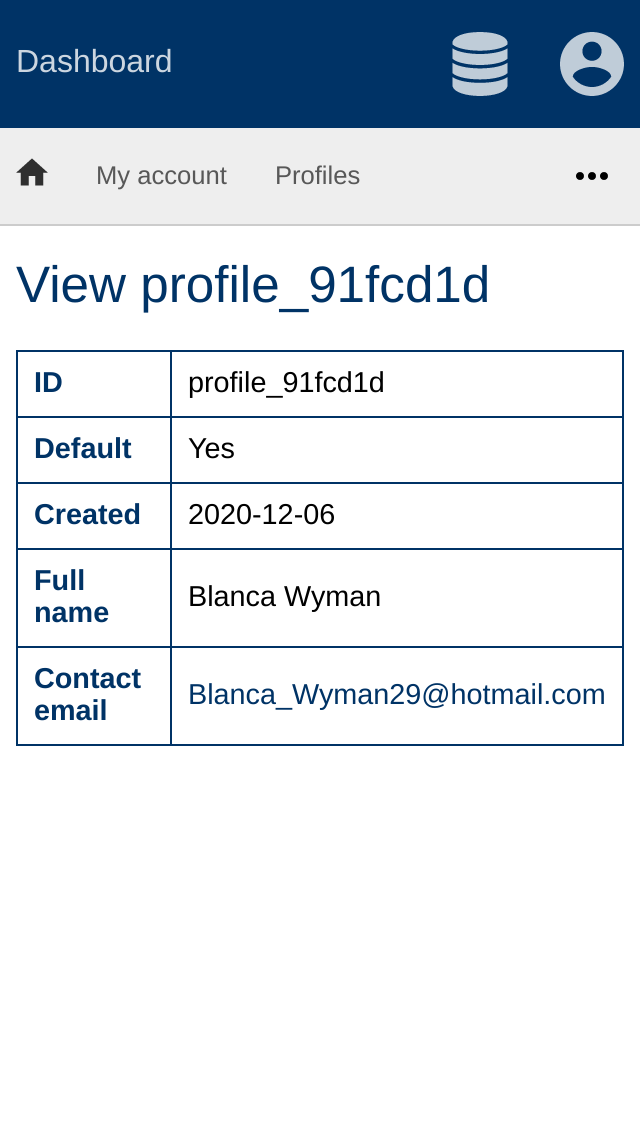 Dashboard
My account Profiles
View profile_91fcd1d
ID profile_91fcd1d
Default Yes
Created 2020-12-06
Full
name
Blanca Wyman
Contact
email
Blanca_Wyman29@hotmail.com